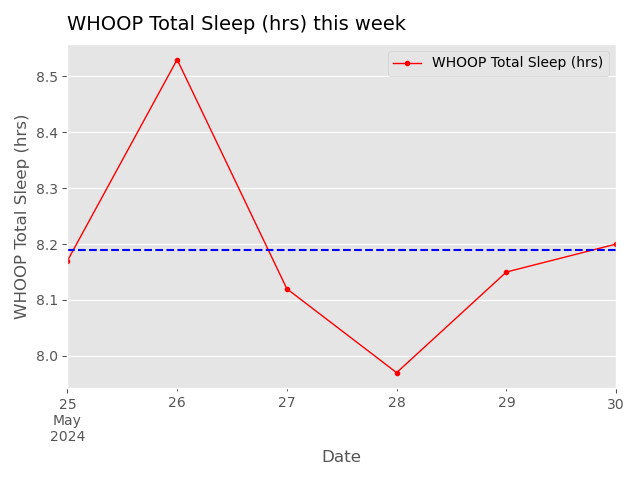 WHOOP Total Sleep (hrs) this week
WHOOP Total Sleep (hrs)
WHOOP Total Sleep (hrs)
8.5
8.4
8.3
8.2
8.1
8.0
25 26 27 28 29 30
May
2024
Date